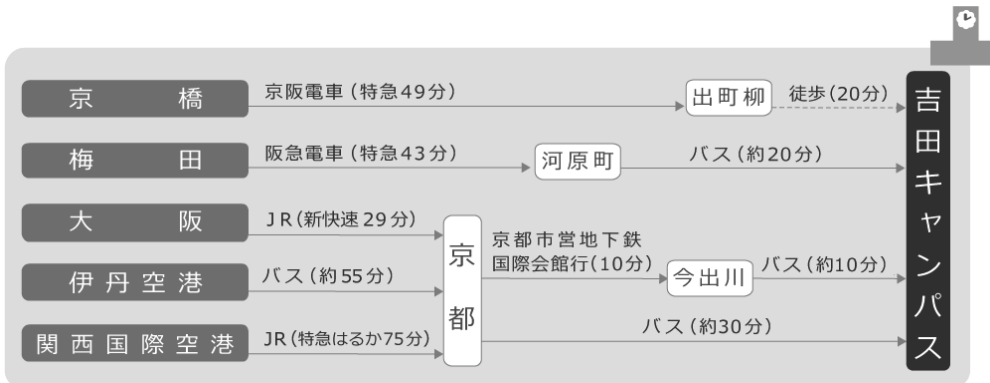 京橋
京阪電車（特急49分）
出町柳
徒歩（20分）
梅田
阪急電車（特急43分）
河原町
バス（約20分）
大阪
JR（新快速29分）
伊丹空港
バス（約55分）
関西国際空港
JR（特急はるか75分）
京都
京都市営地下鉄
国際会館行（10分）
今出川
バス（約10分）
バス（約30分）
吉田キャンパス